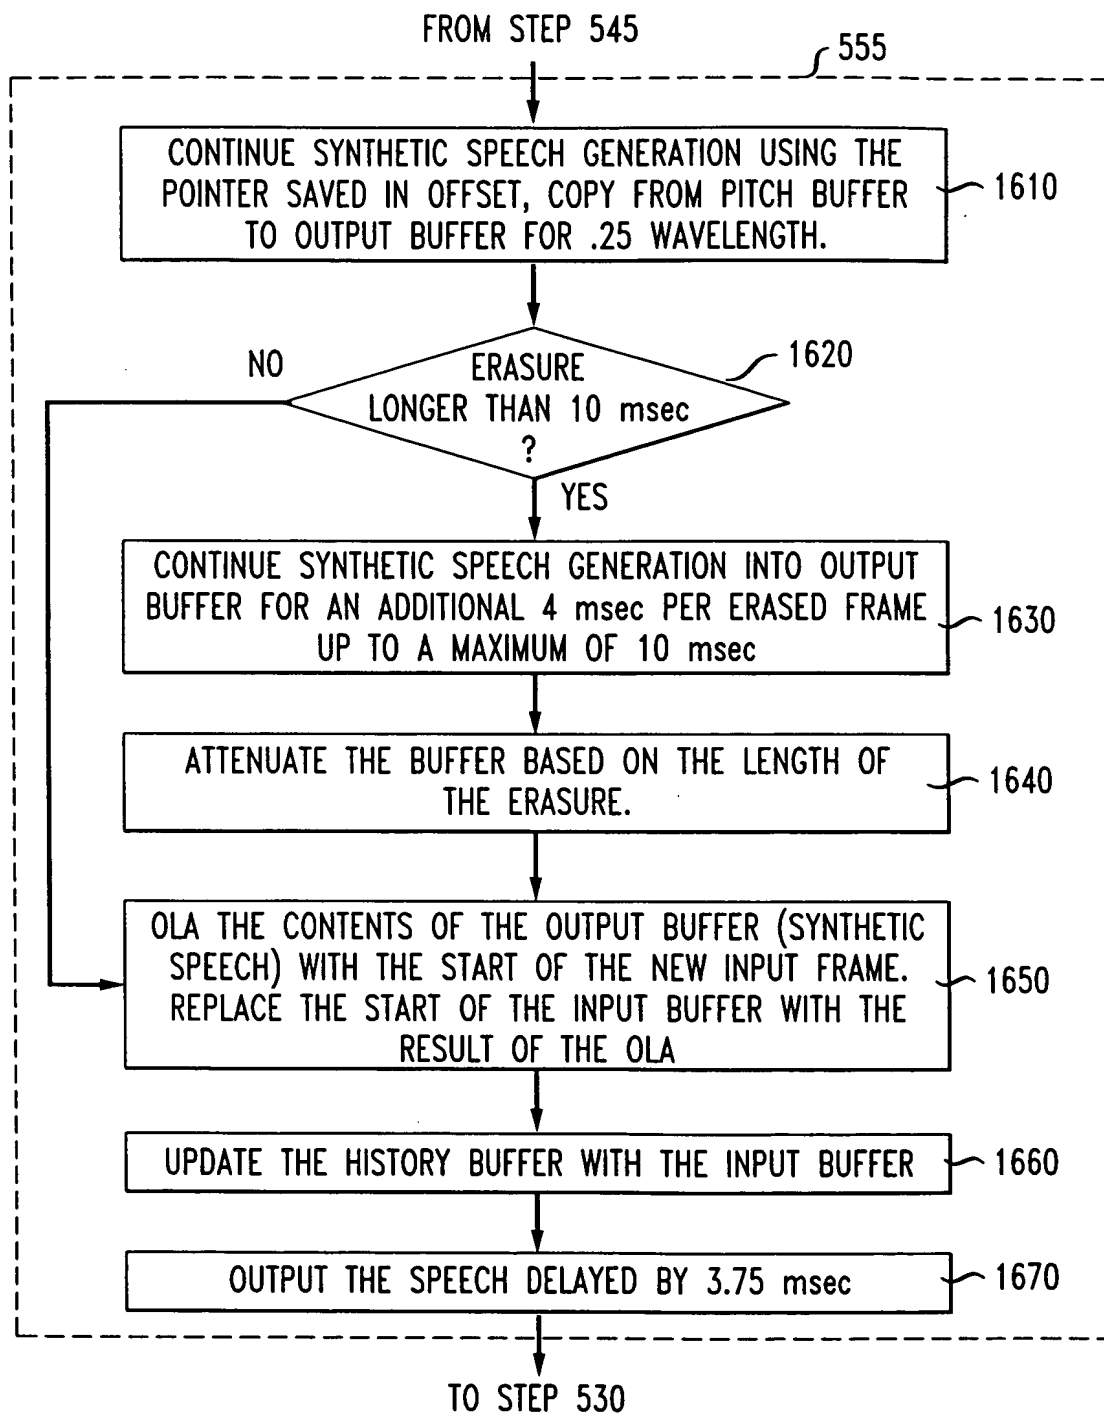 FROM STEP 545
555
CONTINUE SYNTHETIC SPEECH GENERATION USING THE
POINTER SAVED IN OFFSET, COPY FROM PITCH BUFFER
TO OUTPUT BUFFER FOR .25 WAVELENGTH.
1610
NO
ERASURE
LONGER THAN 10 msec
?
1620
YES
CONTINUE SYNTHETIC SPEECH GENERATION INTO OUTPUT
BUFFER FOR AN ADDITIONAL 4 msec PER ERASED FRAME
UP TO A MAXIMUM OF 10 msec
1630
ATTENUATE THE BUFFER BASED ON THE LENGTH OF
THE ERASURE.
1640
OLA THE CONTENTS OF THE OUTPUT BUFFER (SYNTHETIC
SPEECH) WITH THE START OF THE NEW INPUT FRAME.
REPLACE THE START OF THE INPUT BUFFER WITH THE
RESULT OF THE OLA
1650
UPDATE THE HISTORY BUFFER WITH THE INPUT BUFFER
1660
OUTPUT THE SPEECH DELAYED BY 3.75 msec
1670
TO STEP 530